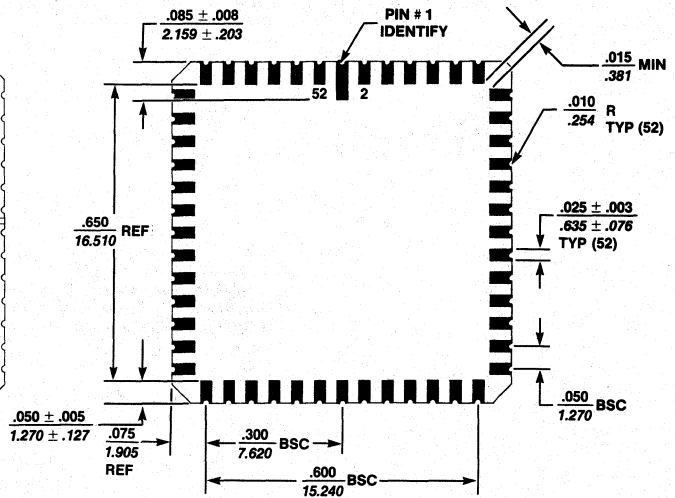 .085 ± .008
2.159 ± .203
PIN # 1
IDENTIFY
.015
.381 MIN
52
2
.010
.254
R
TYP (52)
.650
16.510
REF
.025 ± .003
.635 ± .076
TYP (52)
.050
1.270
BSC
.050 ± .005
1.270 ± .127
.075
1.905
REF
.300
7.620
BSC
.600
15.240
BSC